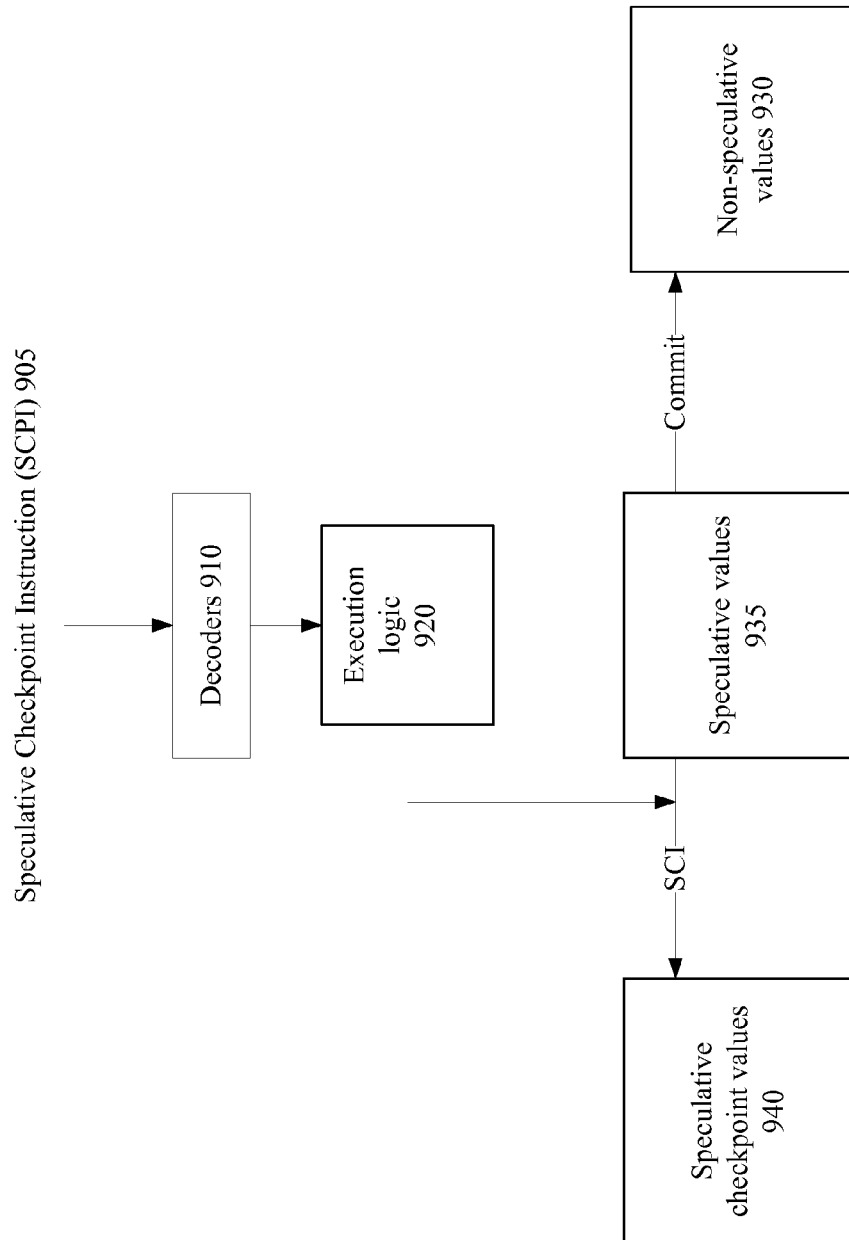 Speculative Checkpoint Instruction (SCPI) 905
Decoders 910
Execution
logic
920
Speculative
checkpoint values
940
SCI
Speculative values
935
Commit
Non-speculative
values 930